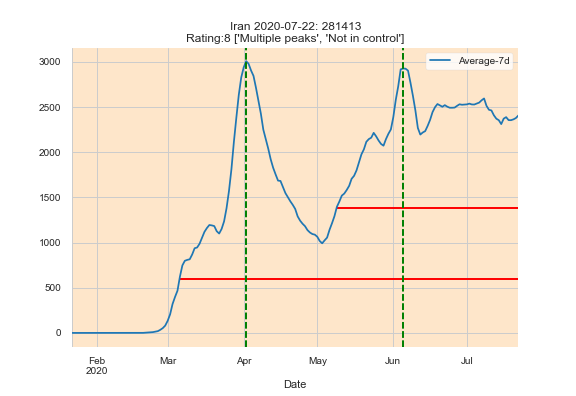 Iran 2020-07-22: 281413
Rating:8 ['Multiple peaks', 'Not in control']
Average-7d
3000
2500
2000
1500
1000
500
0
Feb
2020
Mar
Apr
May
Jun
Jul
Date